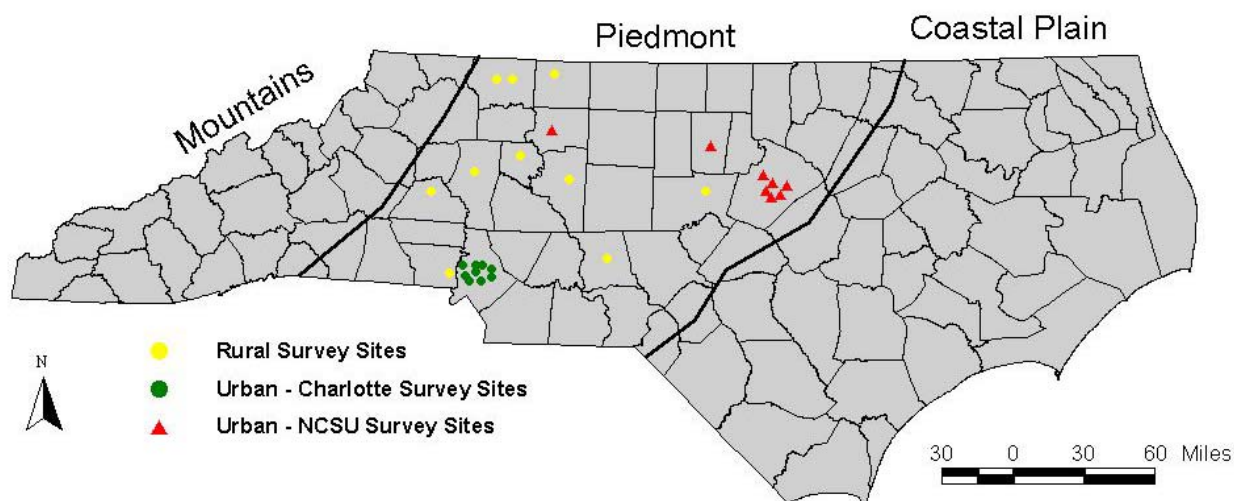 Piedmont
Coastal Plain
Mountains
Rural Survey Sites
Urban - Charlotte Survey Sites
Urban - NCSU Survey Sites
N
30 0 30 60 Miles